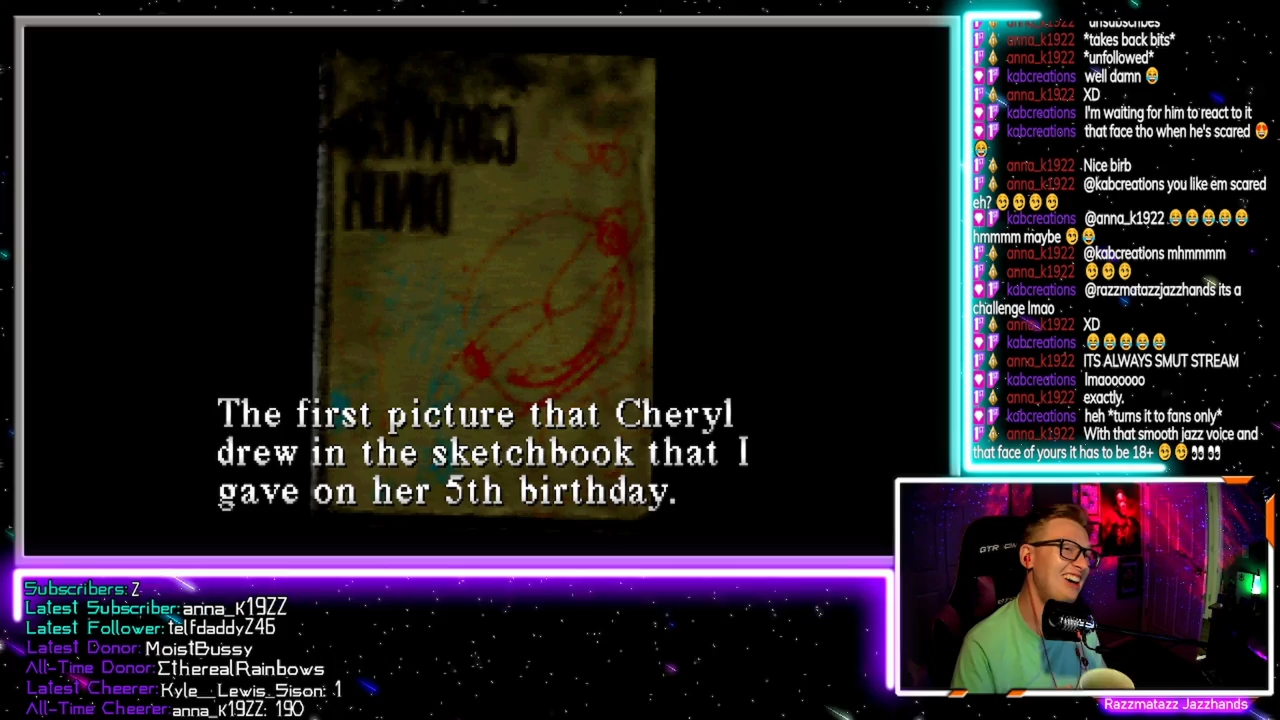 The first picture that Cheryl
drew in the sketchbook that I
gave on her 5th birthday.
anna_k1922 *unsubscribes*
anna_k1922 *takes back bits*
anna_k1922 *unfollowed*
kabcreations well damn 😂
anna_k1922 XD
kabcreations I'm waiting for him to react to it
kabcreations that face tho when he's scared 🤩
😂
anna_k1922 Nice birb
anna_k1922 @kabcreations you like em scared
eh? 😏😏😏😏
kabcreations @anna_k1922 😂😂😂😂
hmmmm maybe 😏😂
anna_k1922 @kabcreations mhmmmm
anna_k1922 😏😏😏
kabcreations @razzmatazzjazzhands its a
challenge lmao
anna_k1922 XD
kabcreations 😂😂😂😂😂
anna_k1922 ITS ALWAYS SMUT STREAM
kabcreations lmaoooooo
anna_k1922 exactly.
kabcreations heh *turns it to fans only*
anna_k1922 With that smooth jazz voice and
that face of yours it has to be 18+ 😏😏👀👀
GTR
Subscribers: 2
Latest Subscriber: anna_k1922
Latest Follower: telfdaddy246
Latest Donor: MoistBussy
All-Time Donor: EtherealRainbows
Latest Cheerer: Kyle_Lewis_Sison: 1
All-Time Cheerer: anna_k1922: 190
Razzmatazz Jazzhands